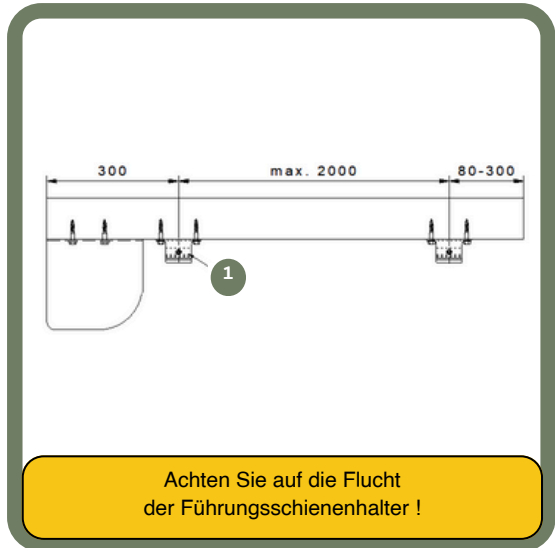 300 max. 2000 80-300
1
Achten Sie auf die Flucht
der Führungsschienenhalter !